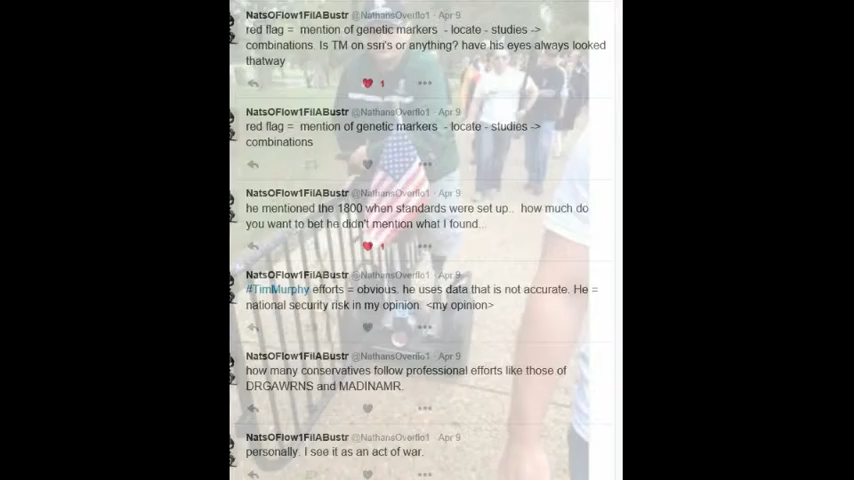 NatsOFlow1FilABustr @NathansOverflo1 · Apr 9
red flag = mention of genetic markers - locate - studies ->
combinations. Is TM on ssn's or anything? have his eyes always looked
thatway
1
NatsOFlow1FilABustr @NathansOverflo1 · Apr 9
red flag = mention of genetic markers - locate - studies ->
combinations
NatsOFlow1FilABustr @NathansOverflo1 · Apr 9
he mentioned the 1800 when standards were set up.. how much do
you want to bet he didn't mention what I found...
1
NatsOFlow1FilABustr @NathansOverflo1 · Apr 9
#TimMurphy efforts = obvious. he uses data that is not accurate. He =
national security risk in my opinion. <my opinion>
NatsOFlow1FilABustr @NathansOverflo1 · Apr 9
how many conservatives follow professional efforts like those of
DRGAWRNS and MADINAMR.
NatsOFlow1FilABustr @NathansOverflo1 · Apr 9
personally. I see it as an act of war.